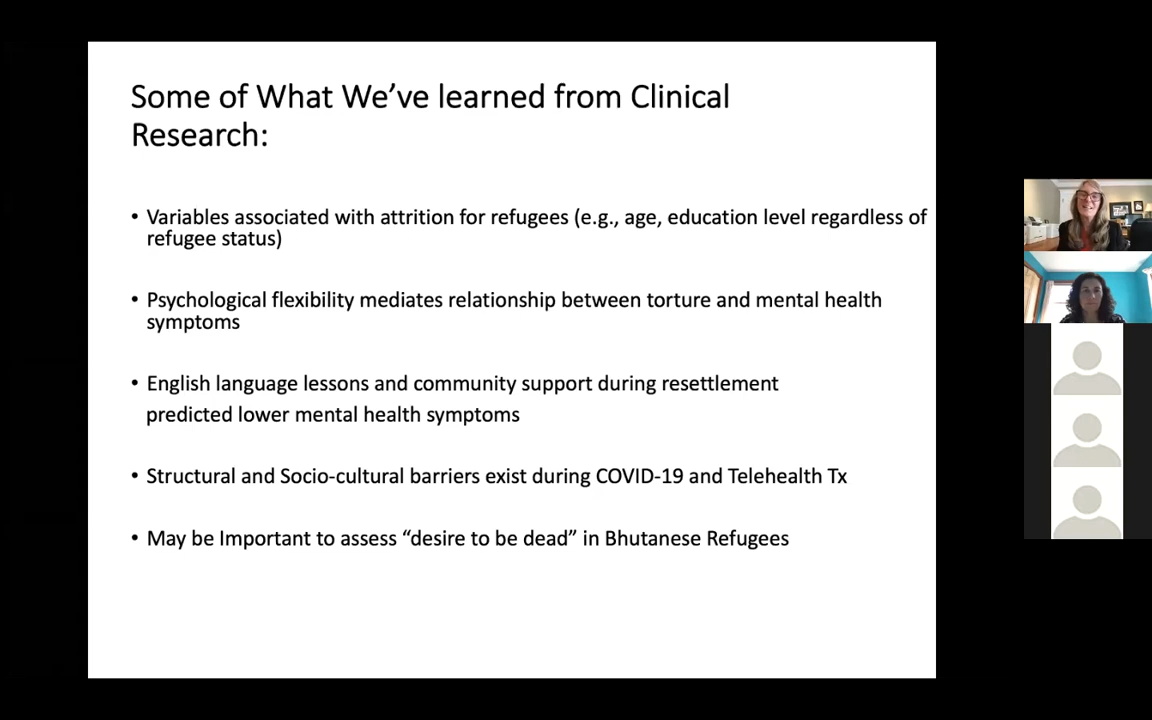 Some of What We’ve learned from Clinical
Research:
• Variables associated with attrition for refugees (e.g., age, education level regardless of
refugee status)
• Psychological flexibility mediates relationship between torture and mental health
symptoms
• English language lessons and community support during resettlement
predicted lower mental health symptoms
• Structural and Socio-cultural barriers exist during COVID-19 and Telehealth Tx
• May be Important to assess “desire to be dead” in Bhutanese Refugees